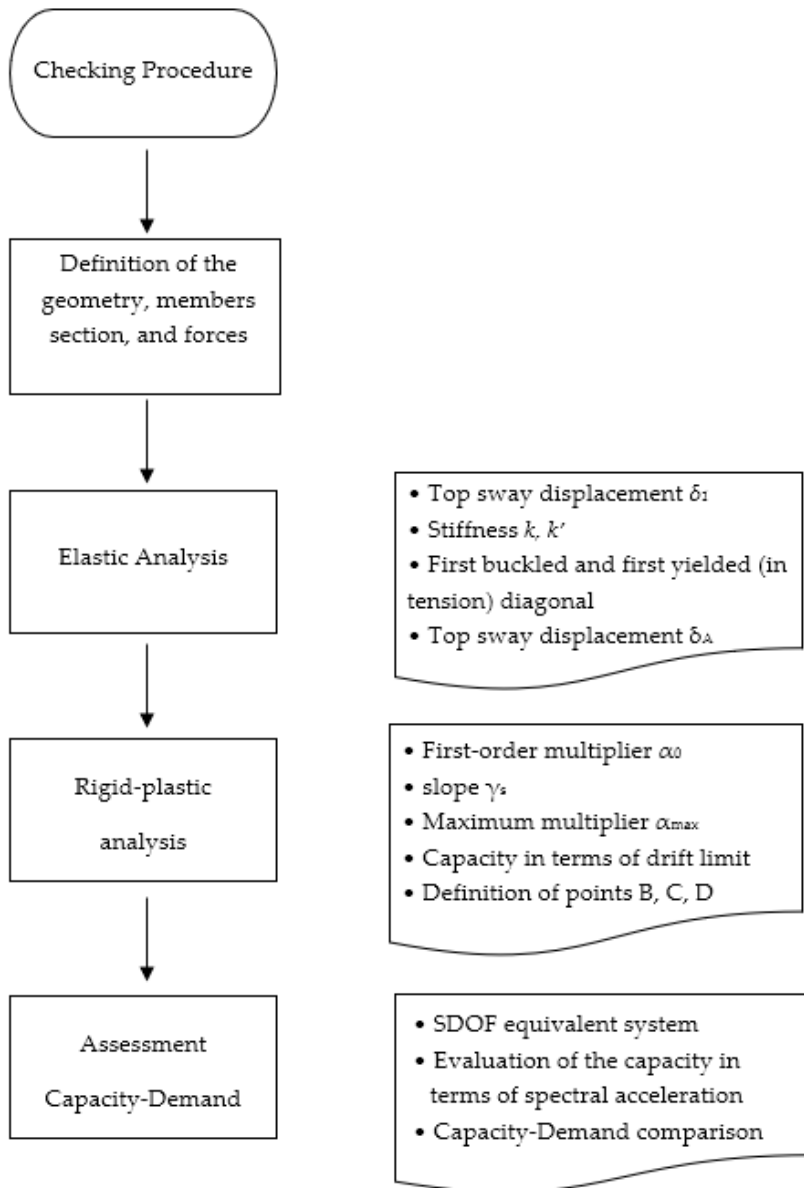 Checking Procedure
Definition of the
geometry, members
section, and forces
Elastic Analysis
• Top sway displacement δ₁
• Stiffness k, k′
• First buckled and first yielded (in
tension) diagonal
• Top sway displacement δA
Rigid-plastic
analysis
• First-order multiplier α₀
• slope γₛ
• Maximum multiplier αmax
• Capacity in terms of drift limit
• Definition of points B, C, D
Assessment
Capacity-Demand
• SDOF equivalent system
• Evaluation of the capacity in
terms of spectral acceleration
• Capacity-Demand comparison